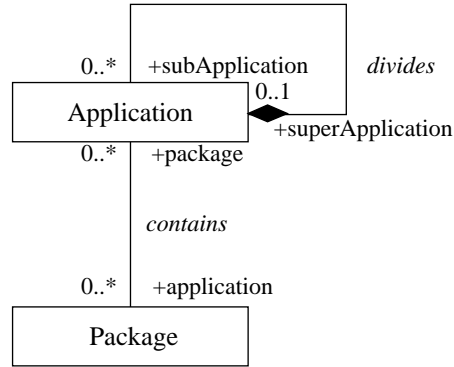 0..* +subApplication divides
0..1
Application
+superApplication
0..* +package
contains
0..* +application
Package